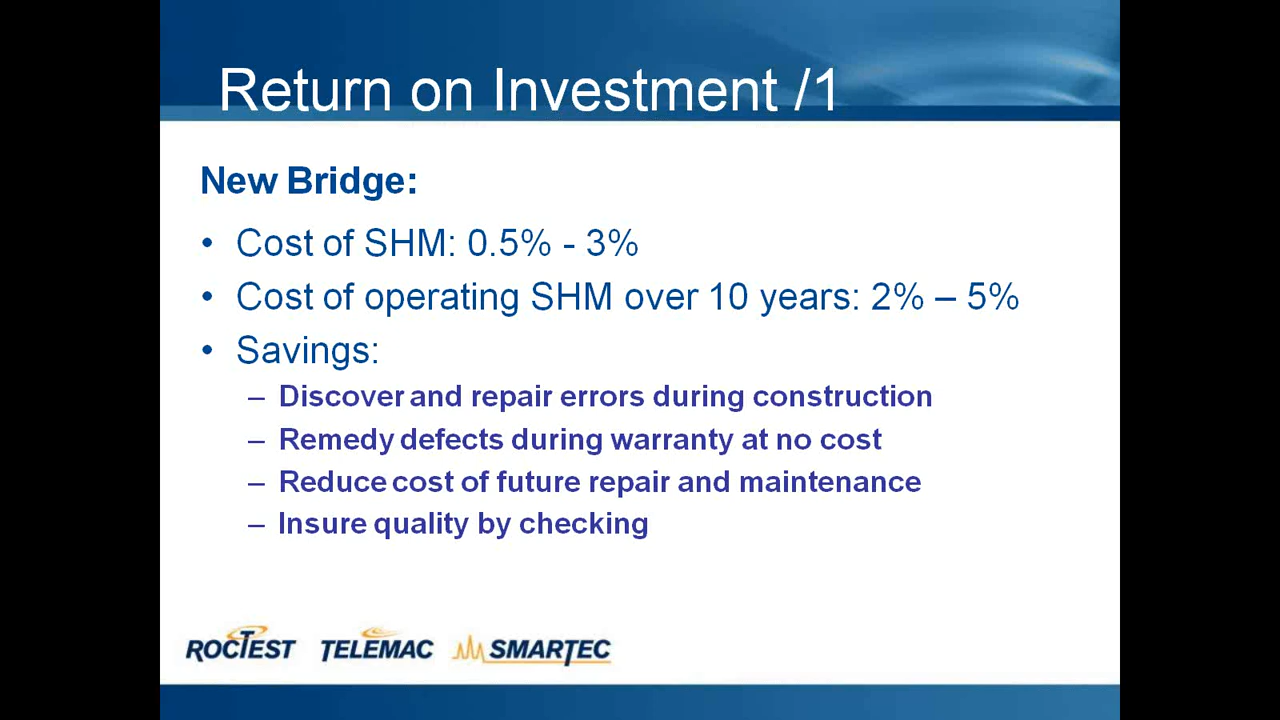 Return on Investment /1
New Bridge:
• Cost of SHM: 0.5% - 3%
• Cost of operating SHM over 10 years: 2% – 5%
• Savings:
– Discover and repair errors during construction
– Remedy defects during warranty at no cost
– Reduce cost of future repair and maintenance
– Insure quality by checking
ROCTEST TELEMAC SMARTEC